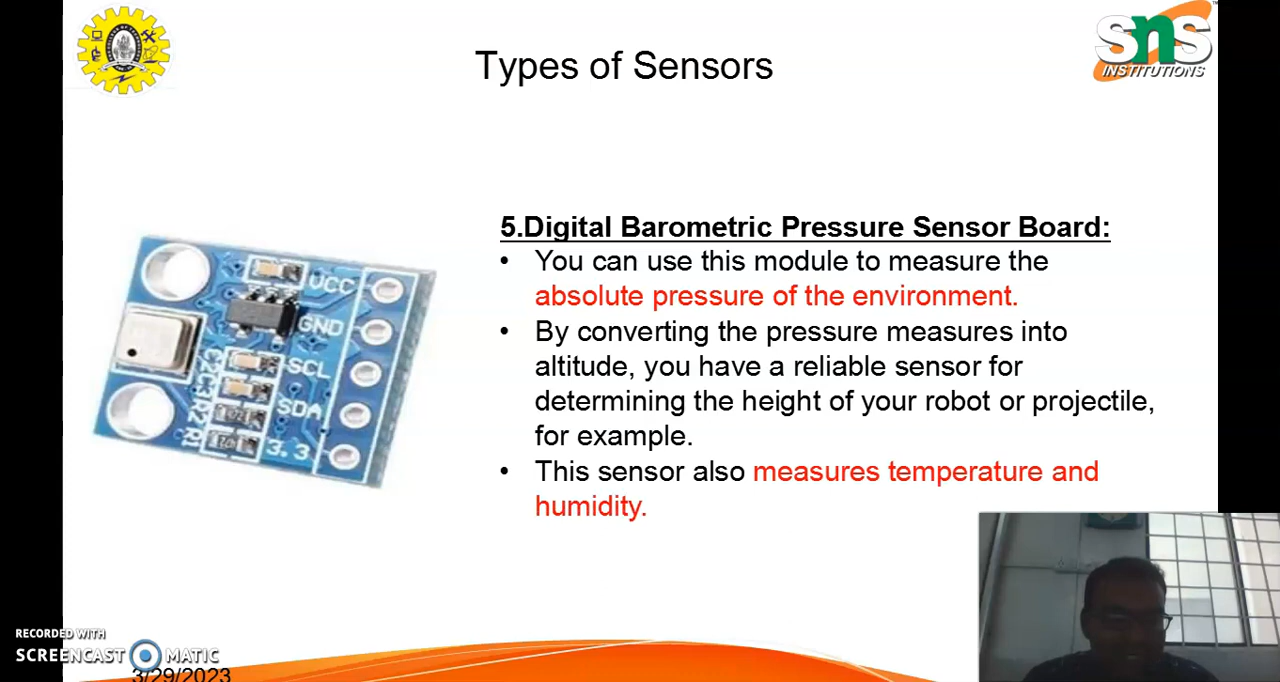 SNS
INSTITUTIONS
Types of Sensors
5.Digital Barometric Pressure Sensor Board:
• You can use this module to measure the
absolute pressure of the environment.
• By converting the pressure measures into
altitude, you have a reliable sensor for
determining the height of your robot or projectile,
for example.
• This sensor also measures temperature and
humidity.
VCC
GND
SCL
SDA
3.3
RECORDED WITH
SCREENCAST MATIC
3/29/2023